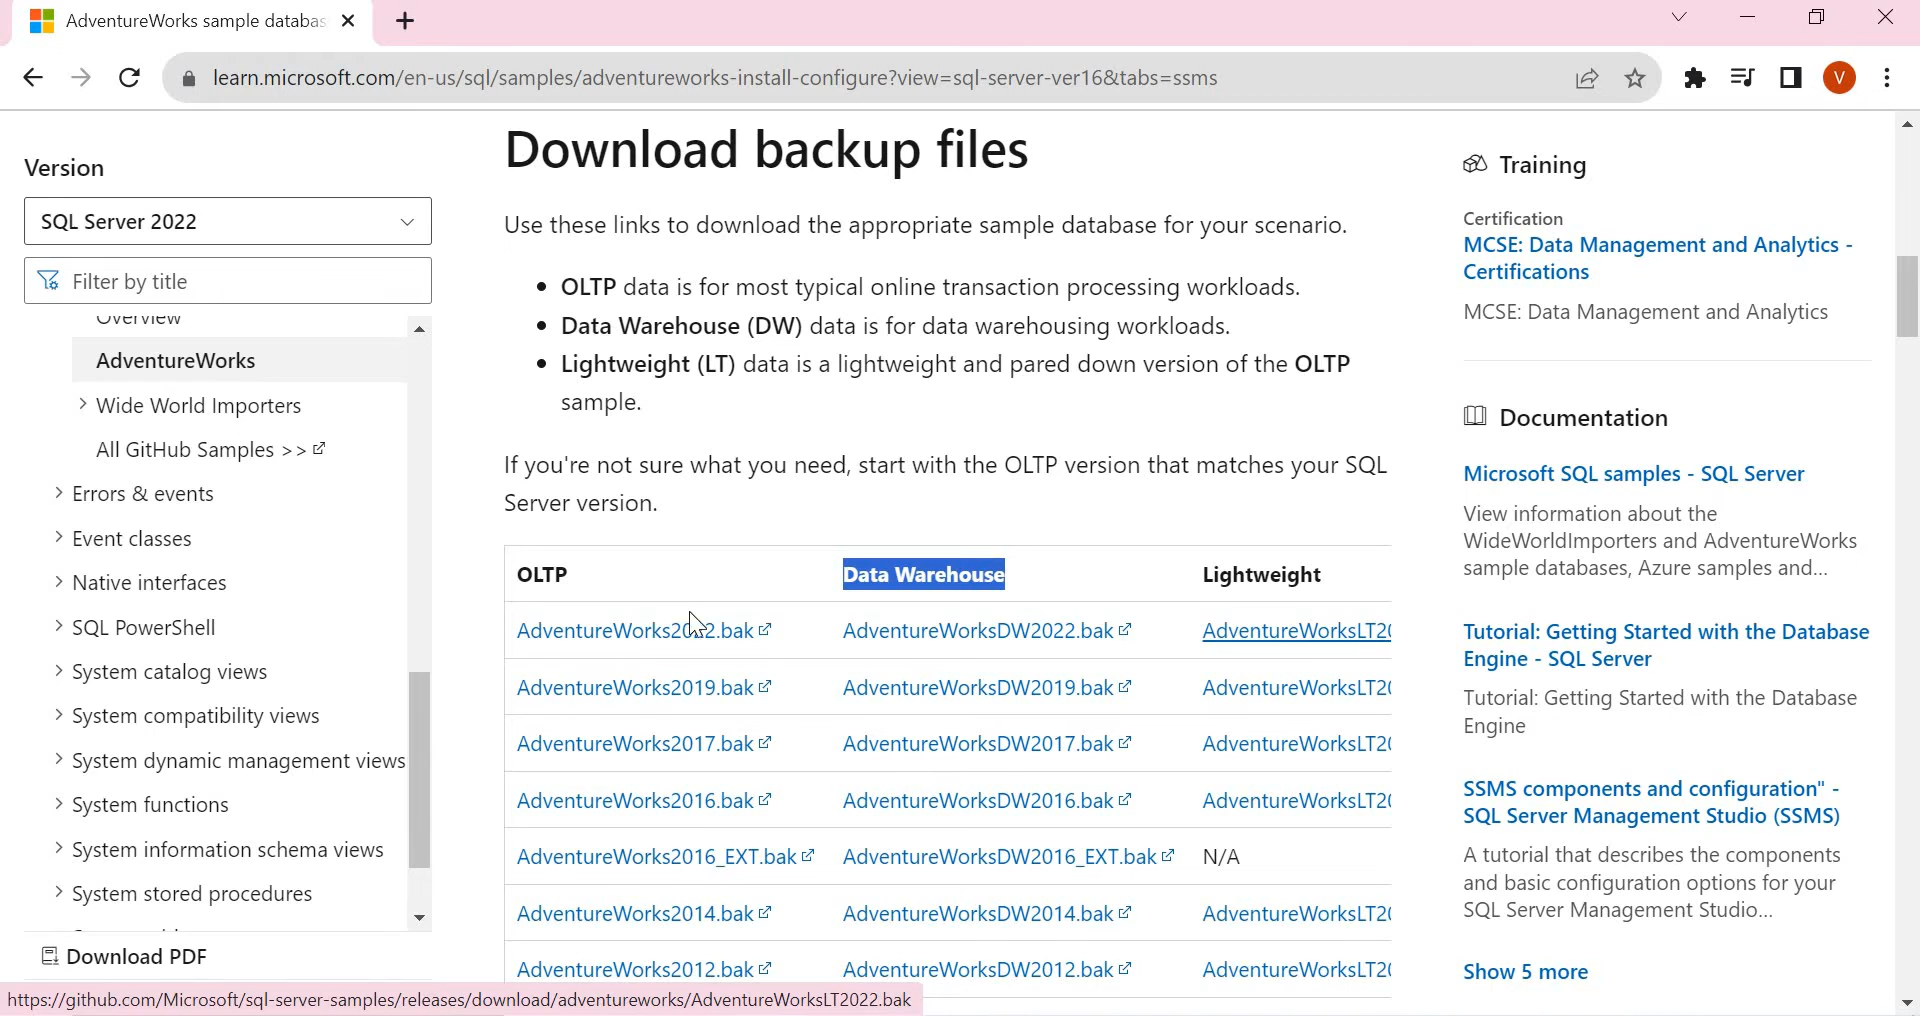 AdventureWorks sample databas
learn.microsoft.com/en-us/sql/samples/adventureworks-install-configure?view=sql-server-ver16&tabs=ssms
V
Version
SQL Server 2022
Filter by title
Overview
AdventureWorks
Wide World Importers
All GitHub Samples >>
Errors & events
Event classes
Native interfaces
SQL PowerShell
System catalog views
System compatibility views
System dynamic management views
System functions
System information schema views
System stored procedures
Download PDF
Download backup files
Use these links to download the appropriate sample database for your scenario.
• OLTP data is for most typical online transaction processing workloads.
• Data Warehouse (DW) data is for data warehousing workloads.
• Lightweight (LT) data is a lightweight and pared down version of the OLTP
sample.
If you're not sure what you need, start with the OLTP version that matches your SQL
Server version.
OLTP Data Warehouse Lightweight
AdventureWorks2022.bak AdventureWorksDW2022.bak AdventureWorksLT20
AdventureWorks2019.bak AdventureWorksDW2019.bak AdventureWorksLT20
AdventureWorks2017.bak AdventureWorksDW2017.bak AdventureWorksLT20
AdventureWorks2016.bak AdventureWorksDW2016.bak AdventureWorksLT20
AdventureWorks2016_EXT.bak AdventureWorksDW2016_EXT.bak N/A
AdventureWorks2014.bak AdventureWorksDW2014.bak AdventureWorksLT20
AdventureWorks2012.bak AdventureWorksDW2012.bak AdventureWorksLT20
Training
Certification
MCSE: Data Management and Analytics -
Certifications
MCSE: Data Management and Analytics
Documentation
Microsoft SQL samples - SQL Server
View information about the
WideWorldImporters and AdventureWorks
sample databases, Azure samples and...
Tutorial: Getting Started with the Database
Engine - SQL Server
Tutorial: Getting Started with the Database
Engine
SSMS components and configuration" -
SQL Server Management Studio (SSMS)
A tutorial that describes the components
and basic configuration options for your
SQL Server Management Studio...
Show 5 more
https://github.com/Microsoft/sql-server-samples/releases/download/adventureworks/AdventureWorksLT2022.bak